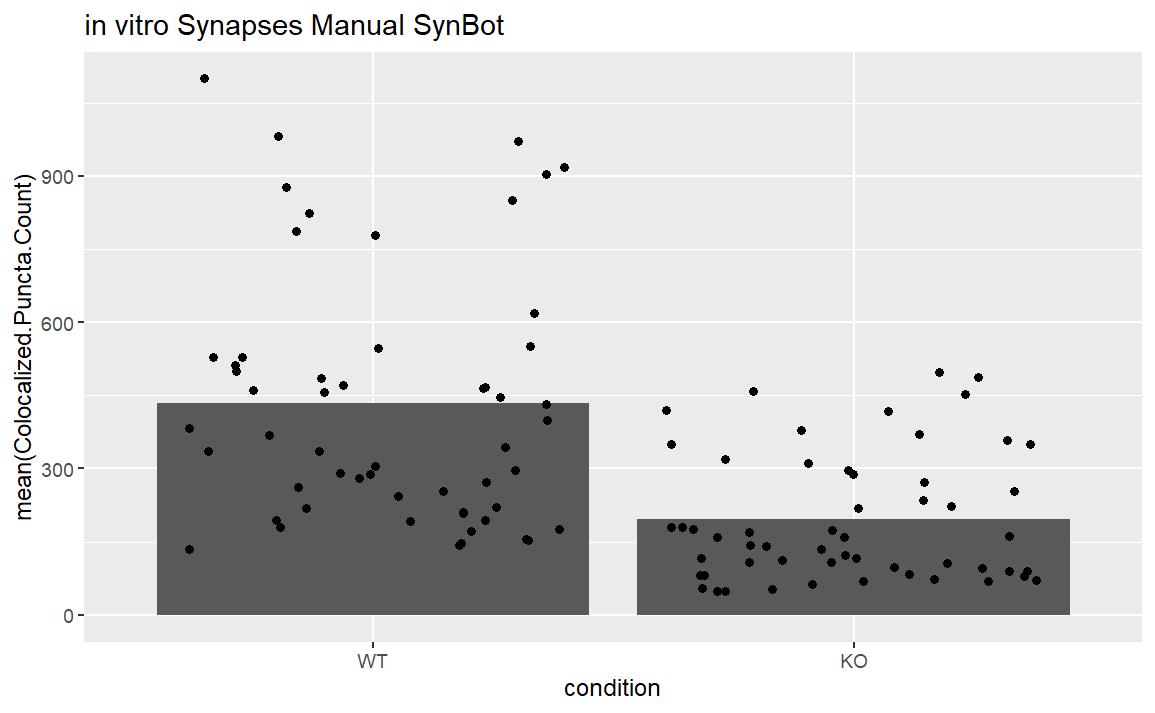 in vitro Synapses Manual SynBot
mean(Colocalized.Puncta.Count)
900
600
300
0
WT KO
condition